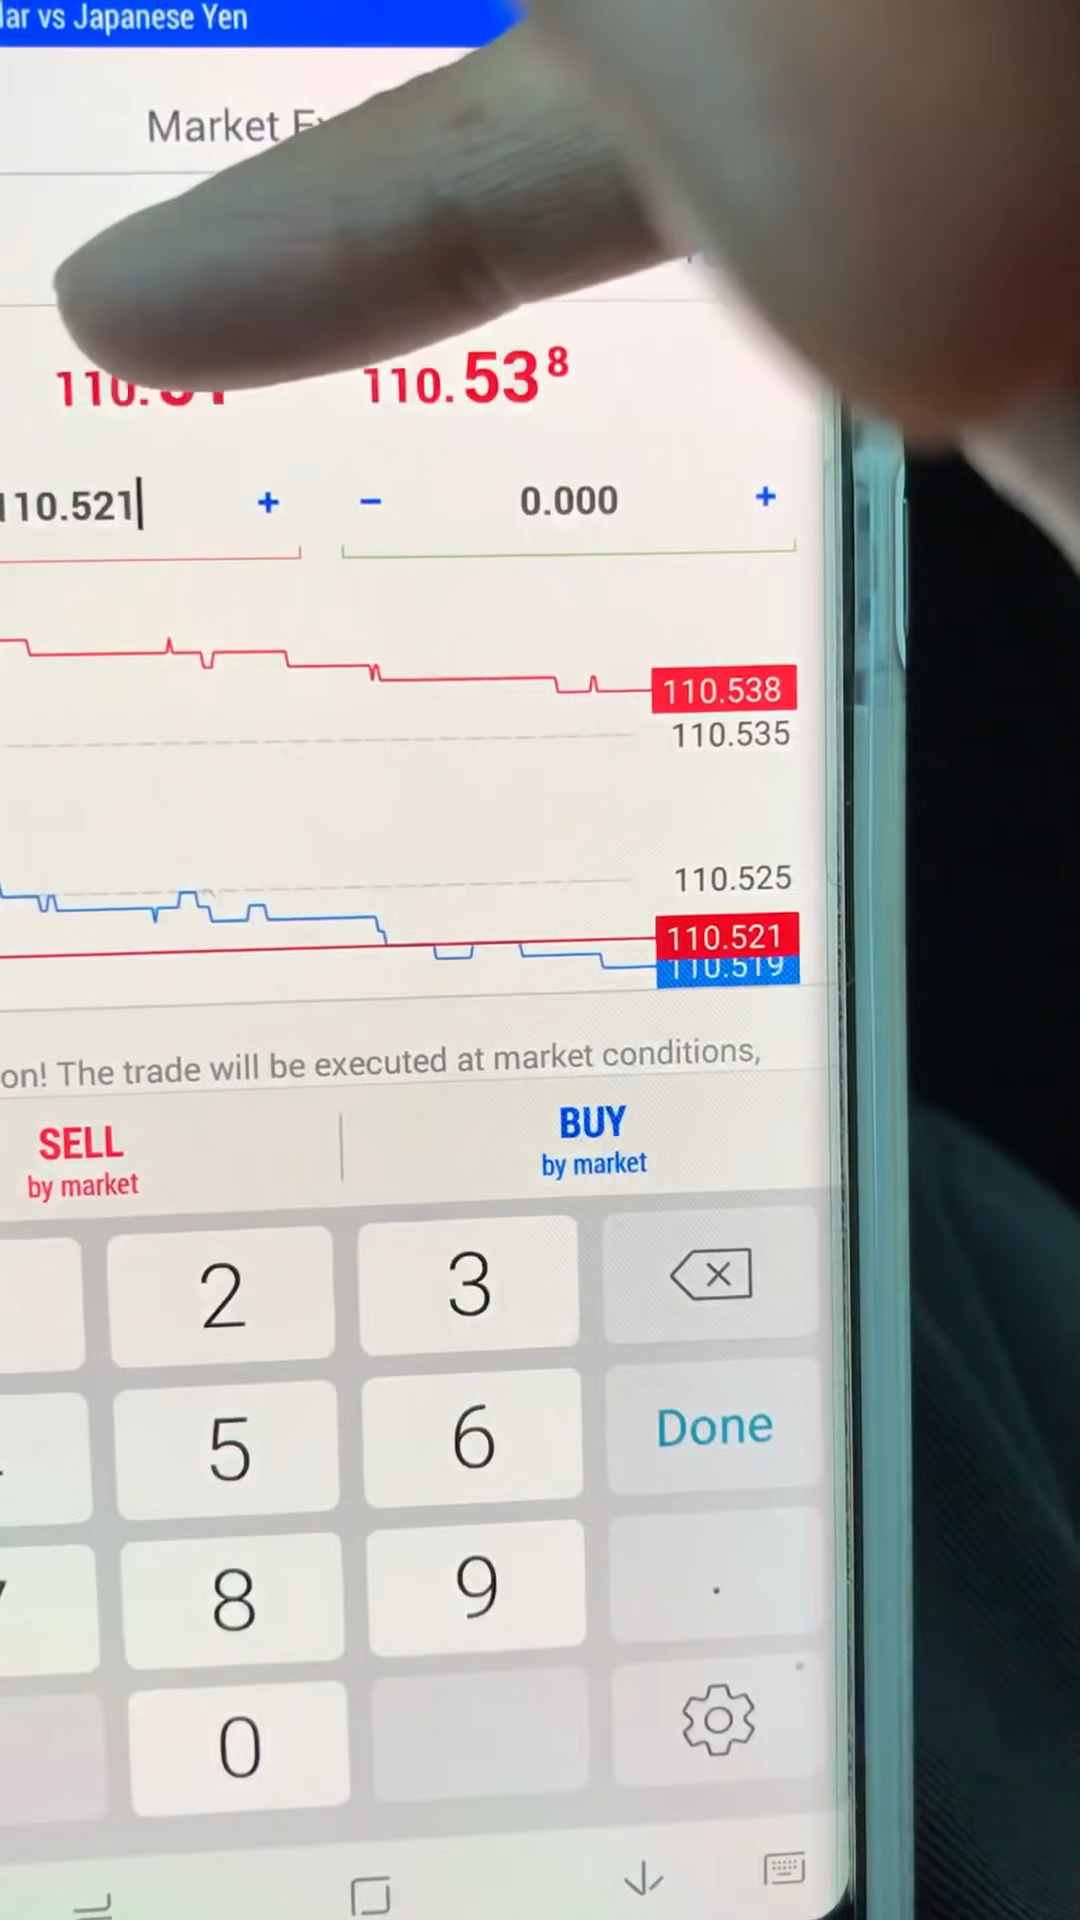 lar vs Japanese Yen
Market
110. 110.538
110.521 + − 0.000 +
110.538
110.535
110.525
110.521
110.519
on! The trade will be executed at market conditions,
SELL BUY
by market by market
2 3
5 6 Done
8 9 .
0